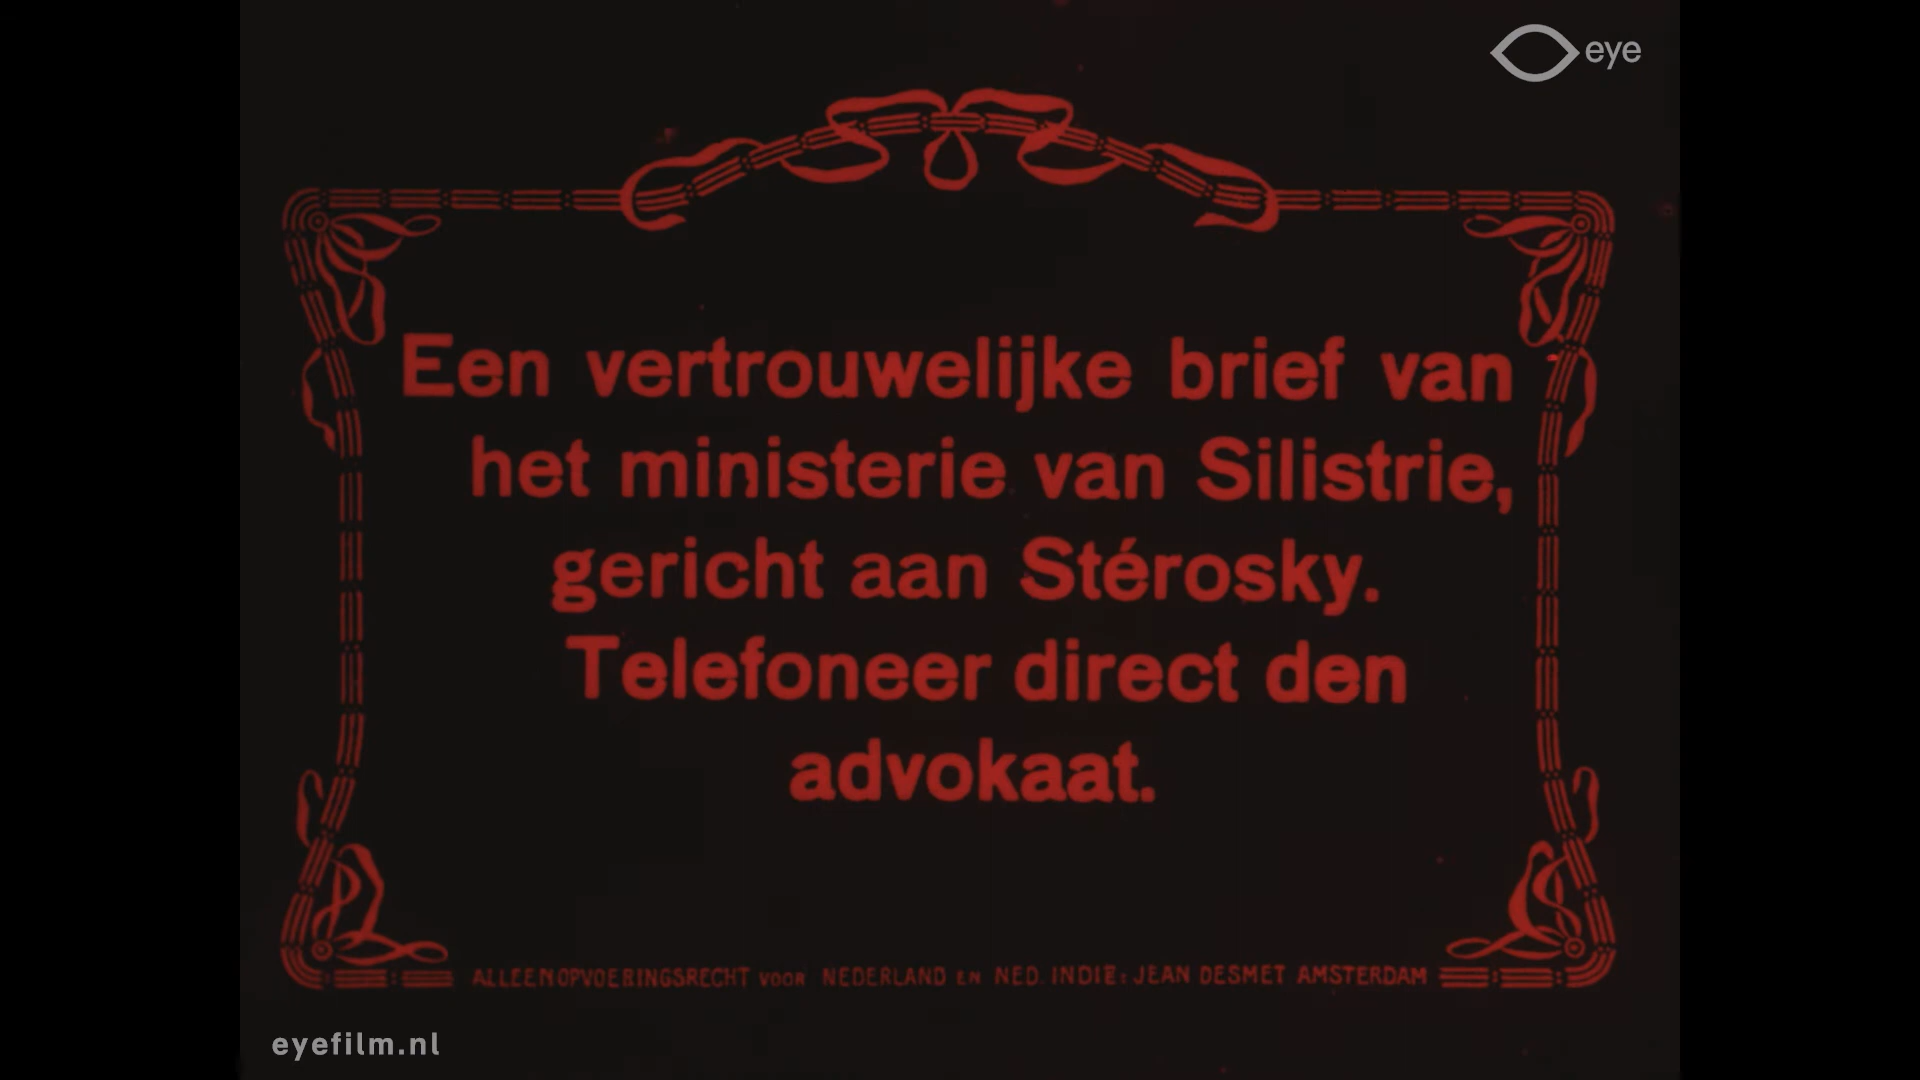 eye
Een vertrouwelijke brief van
het ministerie van Silistrie,
gericht aan Stérosky.
Telefoneer direct den
advokaat.
ALLEENOPVOERINGSRECHT VOOR NEDERLAND EN NED. INDIE: JEAN DESMET AMSTERDAM
eyefilm.nl